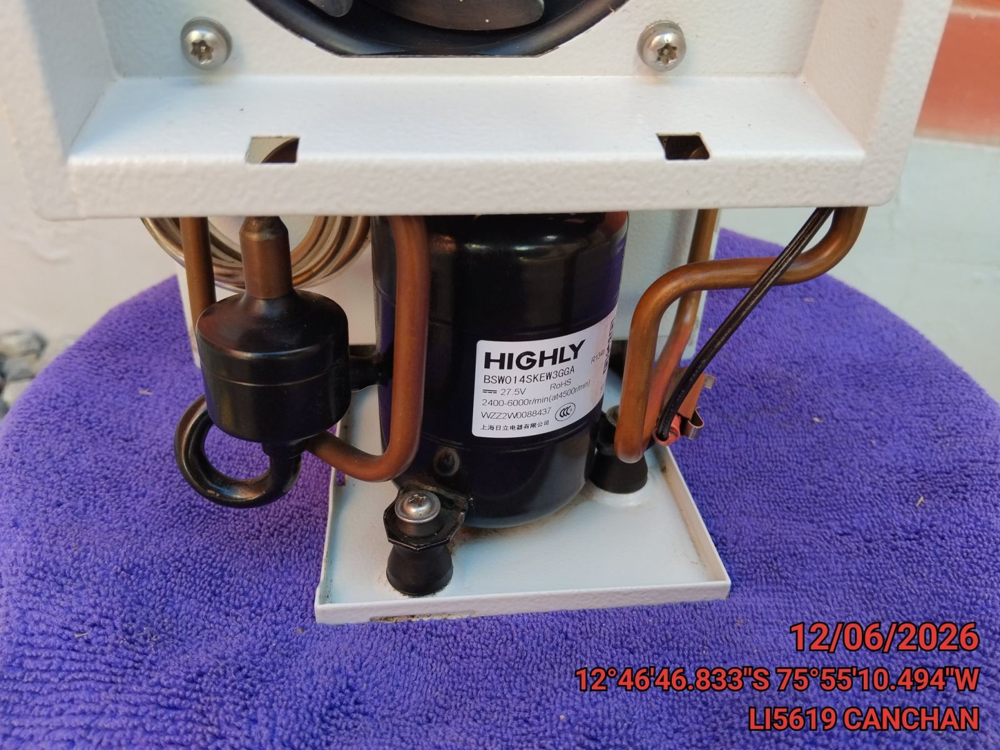 HIGHLY
R134a
BSW014SKEW3GGA
27.5V RoHS
2400-6000r/min(at4500r/min)
WZZ2W0088437
上海日立电器有限公司
12/06/2026
12°46'46.833"S 75°55'10.494"W
LI5619 CANCHAN